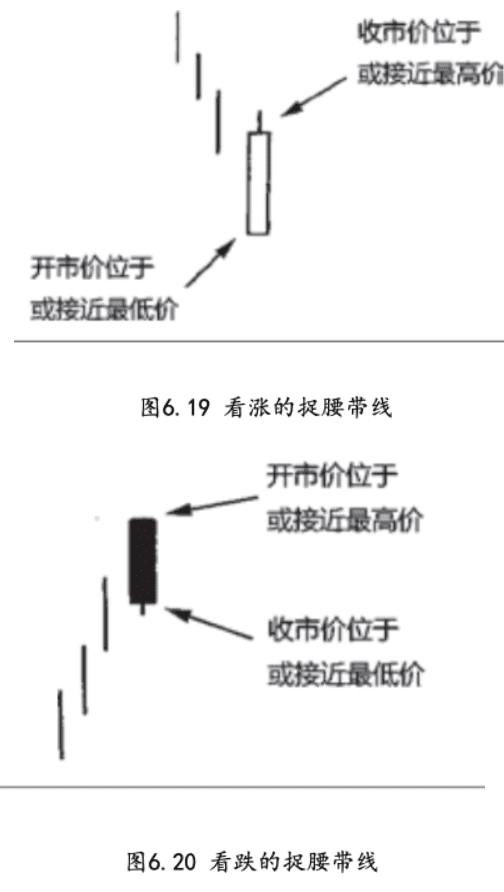 收市价位于
或接近最高价
开市价位于
或接近最低价
图6.19 看涨的捉腰带线
开市价位于
或接近最高价
收市价位于
或接近最低价
图6.20 看跌的捉腰带线